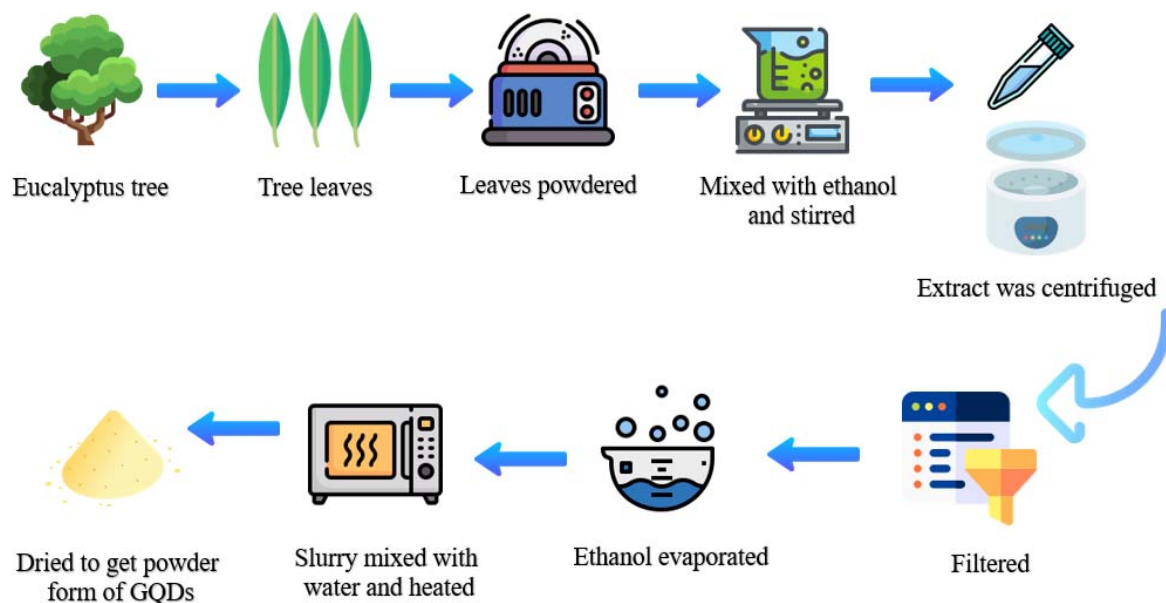 Eucalyptus tree
Tree leaves
Leaves powdered
Mixed with ethanol
and stirred
Extract was centrifuged
Filtered
Ethanol evaporated
Slurry mixed with
water and heated
Dried to get powder
form of GQDs